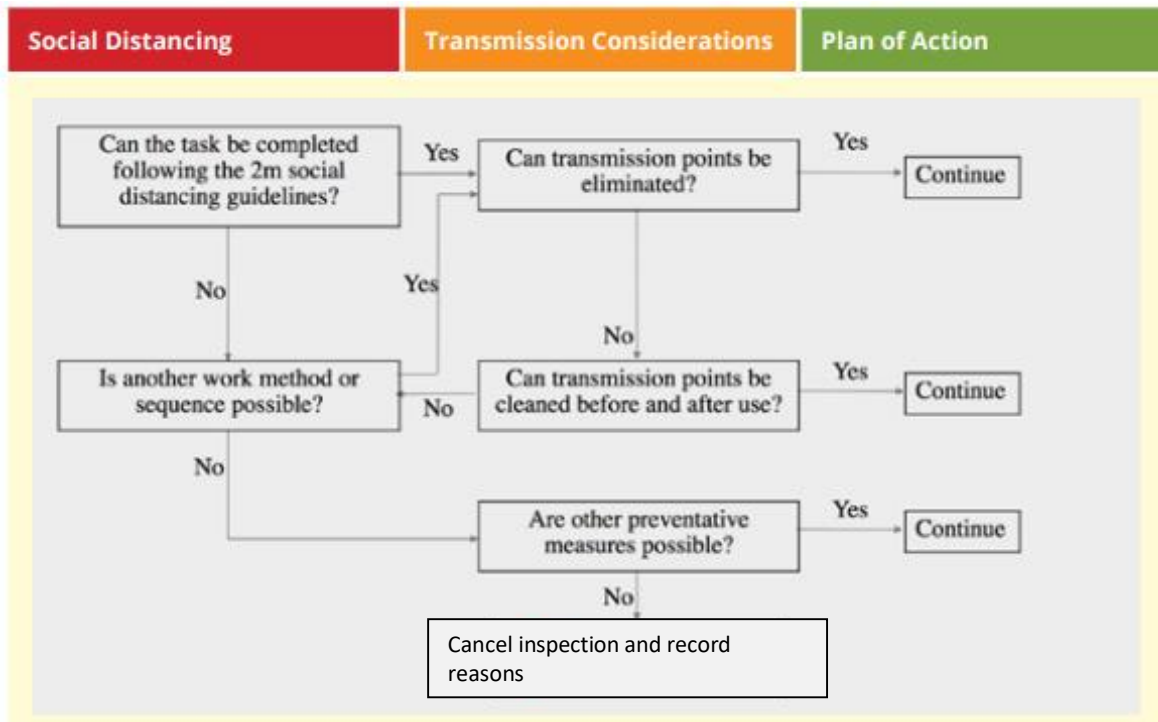 Social Distancing
Transmission Considerations
Plan of Action
Can the task be completed
following the 2m social
distancing guidelines?
Yes
Can transmission points be
eliminated?
Yes
Continue
No
Yes
No
Is another work method or
sequence possible?
No
Can transmission points be
cleaned before and after use?
Yes
Continue
No
Are other preventative
measures possible?
Yes
Continue
No
Cancel inspection and record
reasons